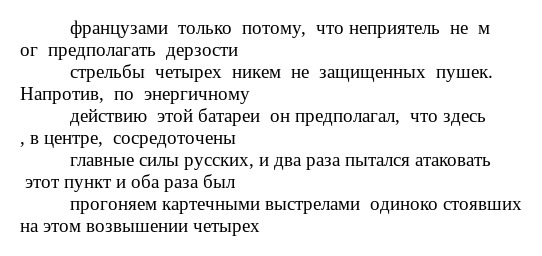 французами только потому, что неприятель не м
ог предполагать дерзости
стрельбы четырех никем не защищенных пушек.
Напротив, по энергичному
действию этой батареи он предполагал, что здесь
, в центре, сосредоточены
главные силы русских, и два раза пытался атаковать
этот пункт и оба раза был
прогоняем картечными выстрелами одиноко стоявших
на этом возвышении четырех